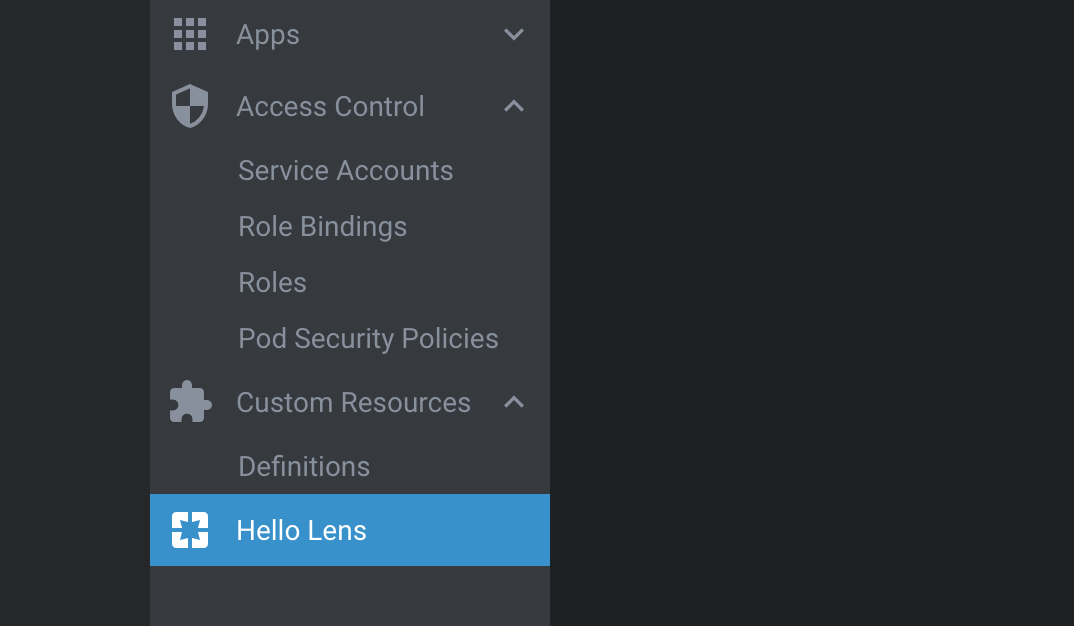 Apps
Access Control
Service Accounts
Role Bindings
Roles
Pod Security Policies
Custom Resources
Definitions
Hello Lens